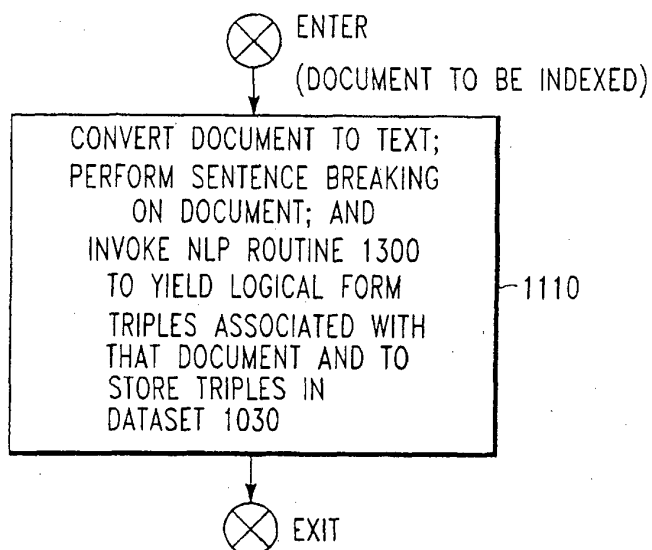 ENTER
(DOCUMENT TO BE INDEXED)
CONVERT DOCUMENT TO TEXT;
PERFORM SENTENCE BREAKING
ON DOCUMENT; AND
INVOKE NLP ROUTINE 1300
TO YIELD LOGICAL FORM
TRIPLES ASSOCIATED WITH
THAT DOCUMENT AND TO
STORE TRIPLES IN
DATASET 1030
1110
EXIT